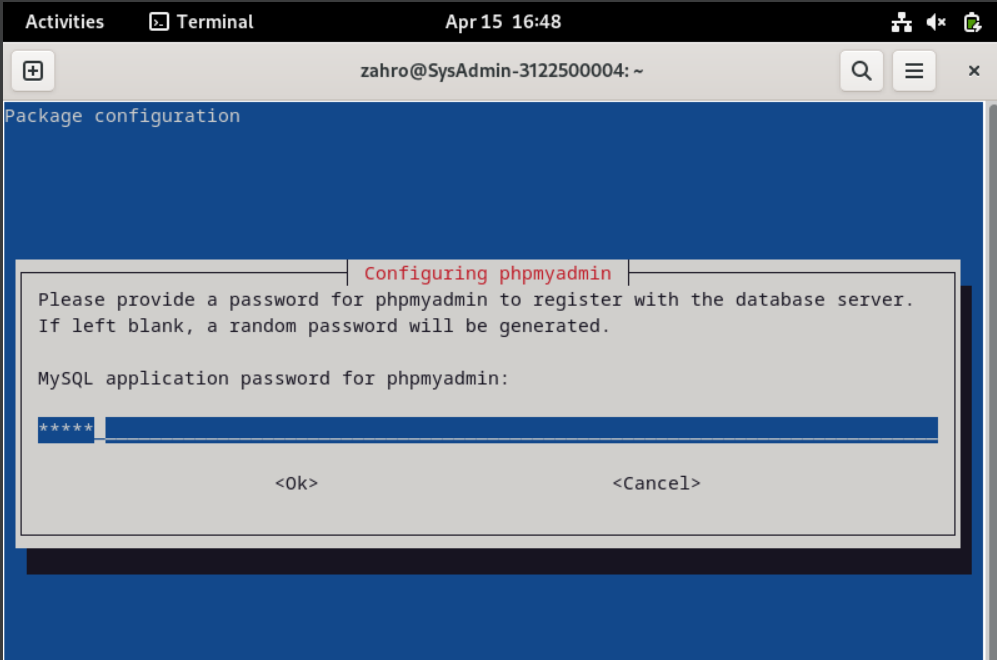 Activities
Terminal
Apr 15 16:48
zahro@SysAdmin-3122500004: ~
Package configuration
Configuring phpmyadmin
Please provide a password for phpmyadmin to register with the database server.
If left blank, a random password will be generated.
MySQL application password for phpmyadmin:
*****
<Ok>
<Cancel>